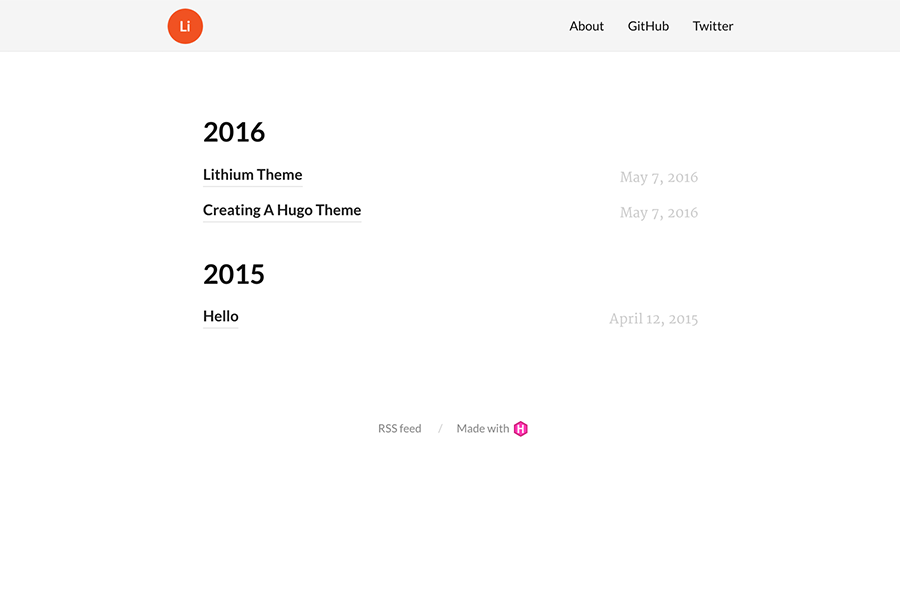 Li About GitHub Twitter
2016
Lithium Theme May 7, 2016
Creating A Hugo Theme May 7, 2016
2015
Hello April 12, 2015
RSS feed / Made with H